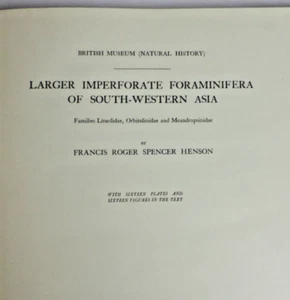 BRITISH MUSEUM (NATURAL HISTORY)
LARGER IMPERFORATE FORAMINIFERA
OF SOUTH-WESTERN ASIA
Families Lituolidae, Orbitolinidae and Meandropsinidae
BY
FRANCIS ROGER SPENCER HENSON
WITH SIXTEEN PLATES AND
SIXTEEN FIGURES IN THE TEXT